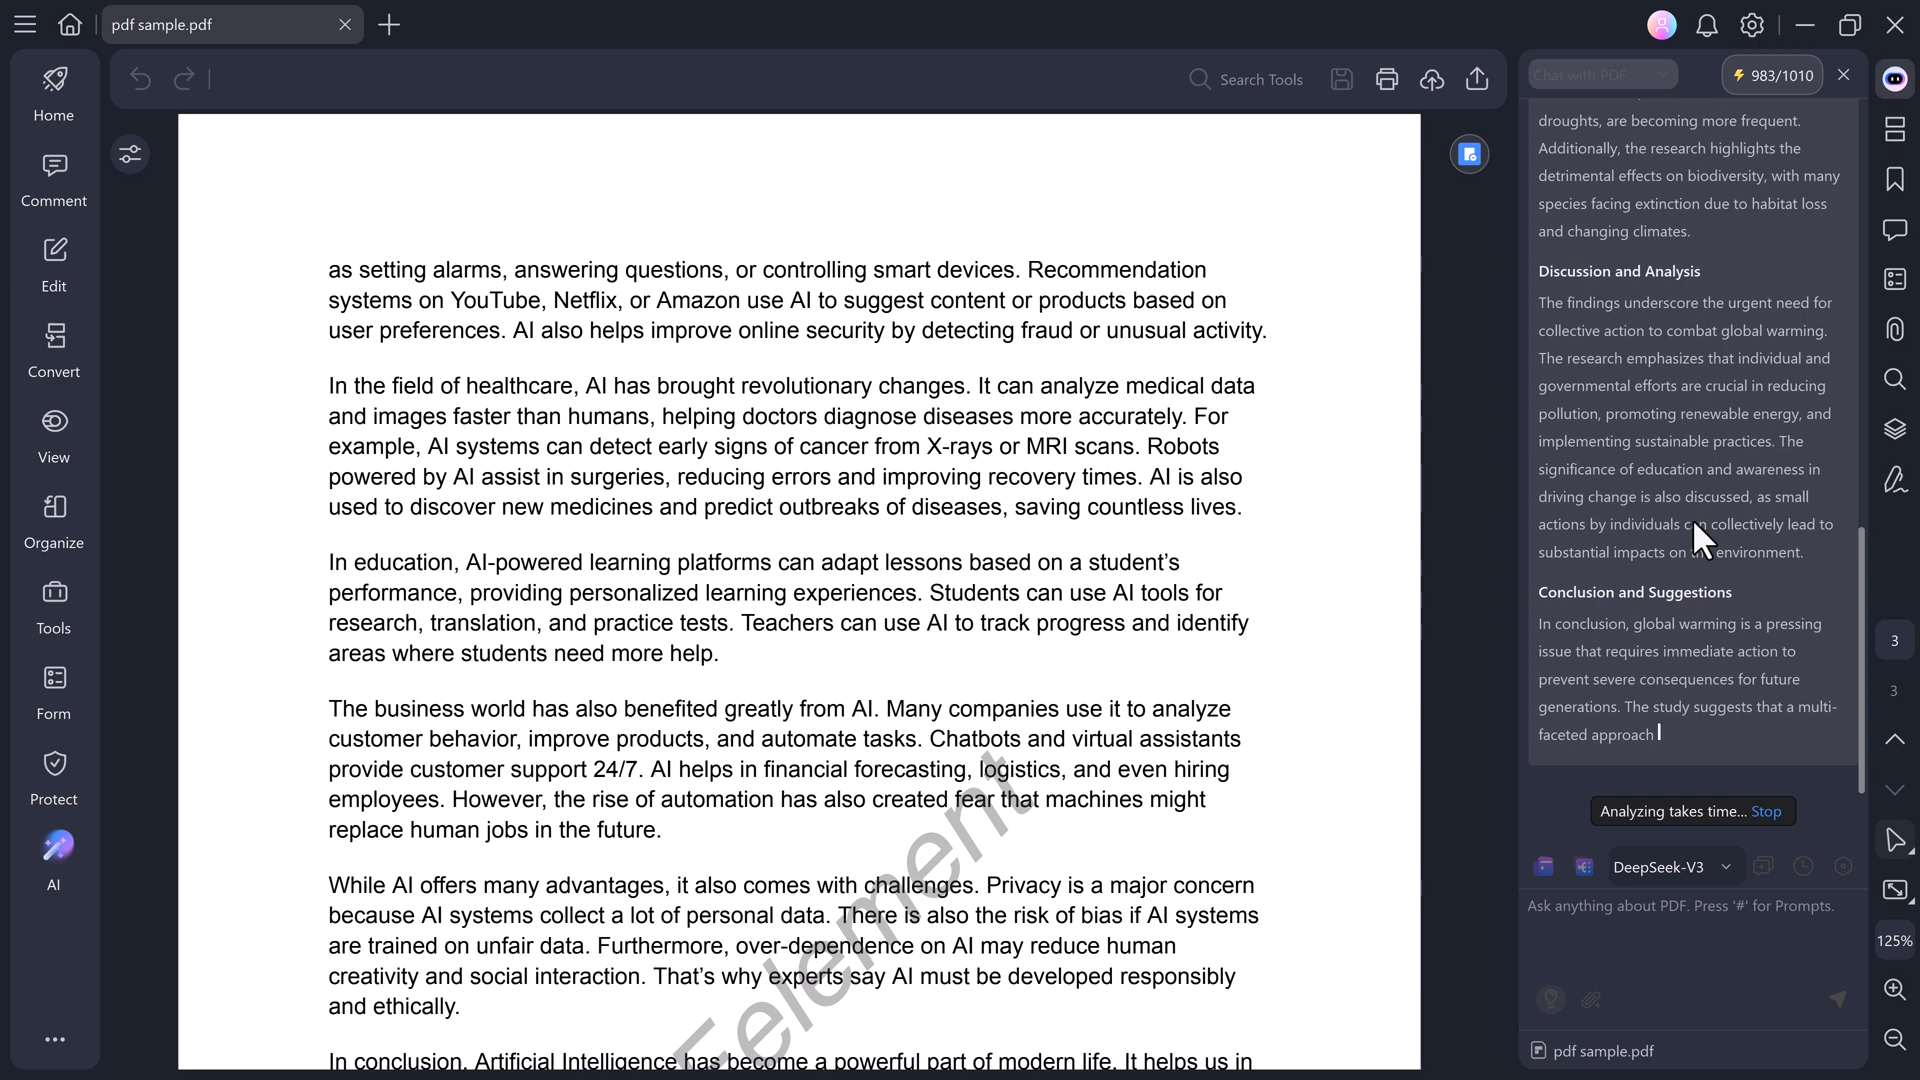 pdf sample.pdf
Home
Comment
Edit
Convert
View
Organize
Tools
Form
Protect
AI
Search Tools
as setting alarms, answering questions, or controlling smart devices. Recommendation
systems on YouTube, Netflix, or Amazon use AI to suggest content or products based on
user preferences. AI also helps improve online security by detecting fraud or unusual activity.
In the field of healthcare, AI has brought revolutionary changes. It can analyze medical data
and images faster than humans, helping doctors diagnose diseases more accurately. For
example, AI systems can detect early signs of cancer from X-rays or MRI scans. Robots
powered by AI assist in surgeries, reducing errors and improving recovery times. AI is also
used to discover new medicines and predict outbreaks of diseases, saving countless lives.
In education, AI-powered learning platforms can adapt lessons based on a student’s
performance, providing personalized learning experiences. Students can use AI tools for
research, translation, and practice tests. Teachers can use AI to track progress and identify
areas where students need more help.
The business world has also benefited greatly from AI. Many companies use it to analyze
customer behavior, improve products, and automate tasks. Chatbots and virtual assistants
provide customer support 24/7. AI helps in financial forecasting, logistics, and even hiring
employees. However, the rise of automation has also created fear that machines might
replace human jobs in the future.
While AI offers many advantages, it also comes with challenges. Privacy is a major concern
because AI systems collect a lot of personal data. There is also the risk of bias if AI systems
are trained on unfair data. Furthermore, over-dependence on AI may reduce human
creativity and social interaction. That’s why experts say AI must be developed responsibly
and ethically.
In conclusion, Artificial Intelligence has become a powerful part of modern life. It helps us in
Felement
Chat with PDF
983/1010
droughts, are becoming more frequent.
Additionally, the research highlights the
detrimental effects on biodiversity, with many
species facing extinction due to habitat loss
and changing climates.
Discussion and Analysis
The findings underscore the urgent need for
collective action to combat global warming.
The research emphasizes that individual and
governmental efforts are crucial in reducing
pollution, promoting renewable energy, and
implementing sustainable practices. The
significance of education and awareness in
driving change is also discussed, as small
actions by individuals can collectively lead to
substantial impacts on the environment.
Conclusion and Suggestions
In conclusion, global warming is a pressing
issue that requires immediate action to
prevent severe consequences for future
generations. The study suggests that a multi-
faceted approach
Analyzing takes time... Stop
DeepSeek-V3
Ask anything about PDF. Press '#' for Prompts.
pdf sample.pdf
3
3
125%